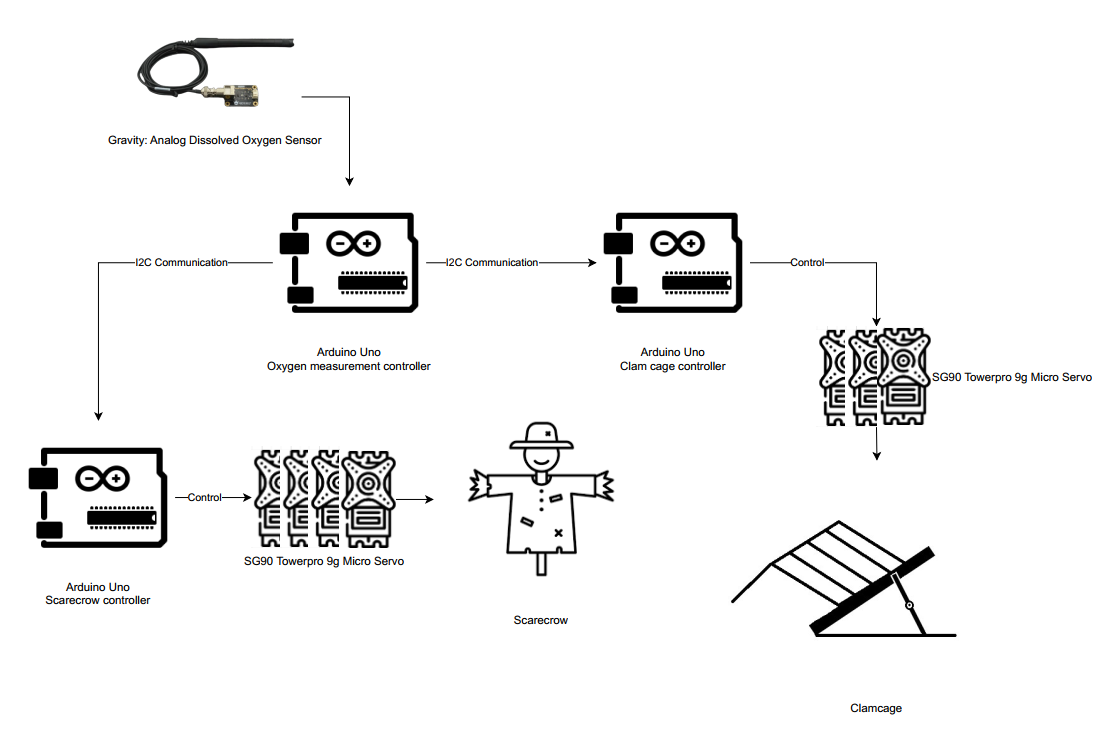 Gravity: Analog Dissolved Oxygen Sensor
I2C Communication
I2C Communication
Control
Arduino Uno
Oxygen measurement controller
Arduino Uno
Clam cage controller
SG90 Towerpro 9g Micro Servo
Control
SG90 Towerpro 9g Micro Servo
Arduino Uno
Scarecrow controller
Scarecrow
Clamcage